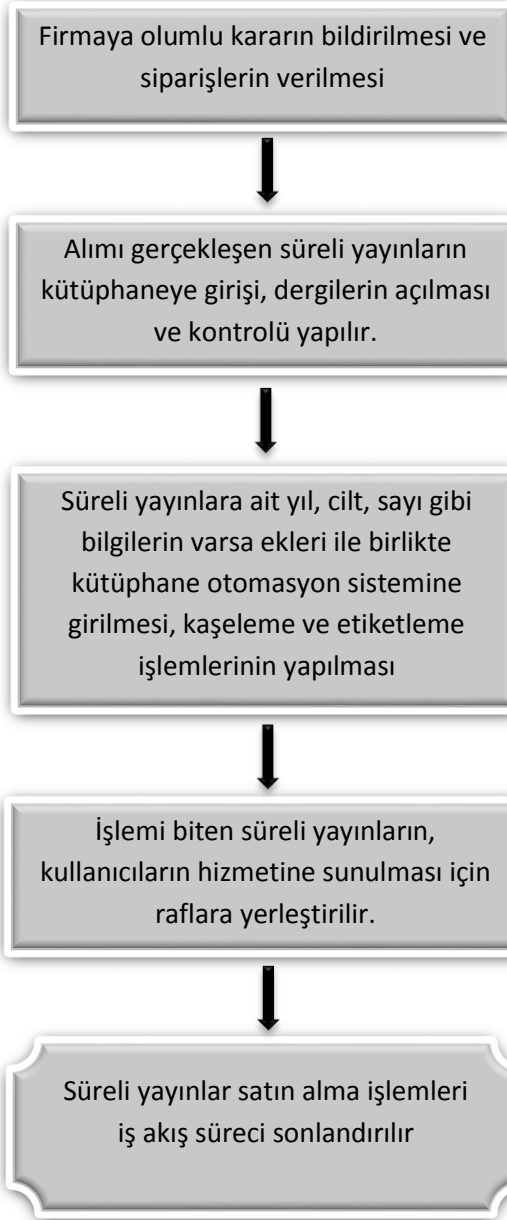 Firmaya olumlu kararın bildirilmesi ve
siparişlerin verilmesi
Alımı gerçekleşen süreli yayınların
kütüphaneye girişi, dergilerin açılması
ve kontrolü yapılır.
Süreli yayınlara ait yıl, cilt, sayı gibi
bilgilerin varsa ekleri ile birlikte
kütüphane otomasyon sistemine
girilmesi, kaşeleme ve etiketleme
işlemlerinin yapılması
İşlemi biten süreli yayınların,
kullanıcıların hizmetine sunulması için
raflara yerleştirilir.
Süreli yayınlar satın alma işlemleri
iş akış süreci sonlandırılır